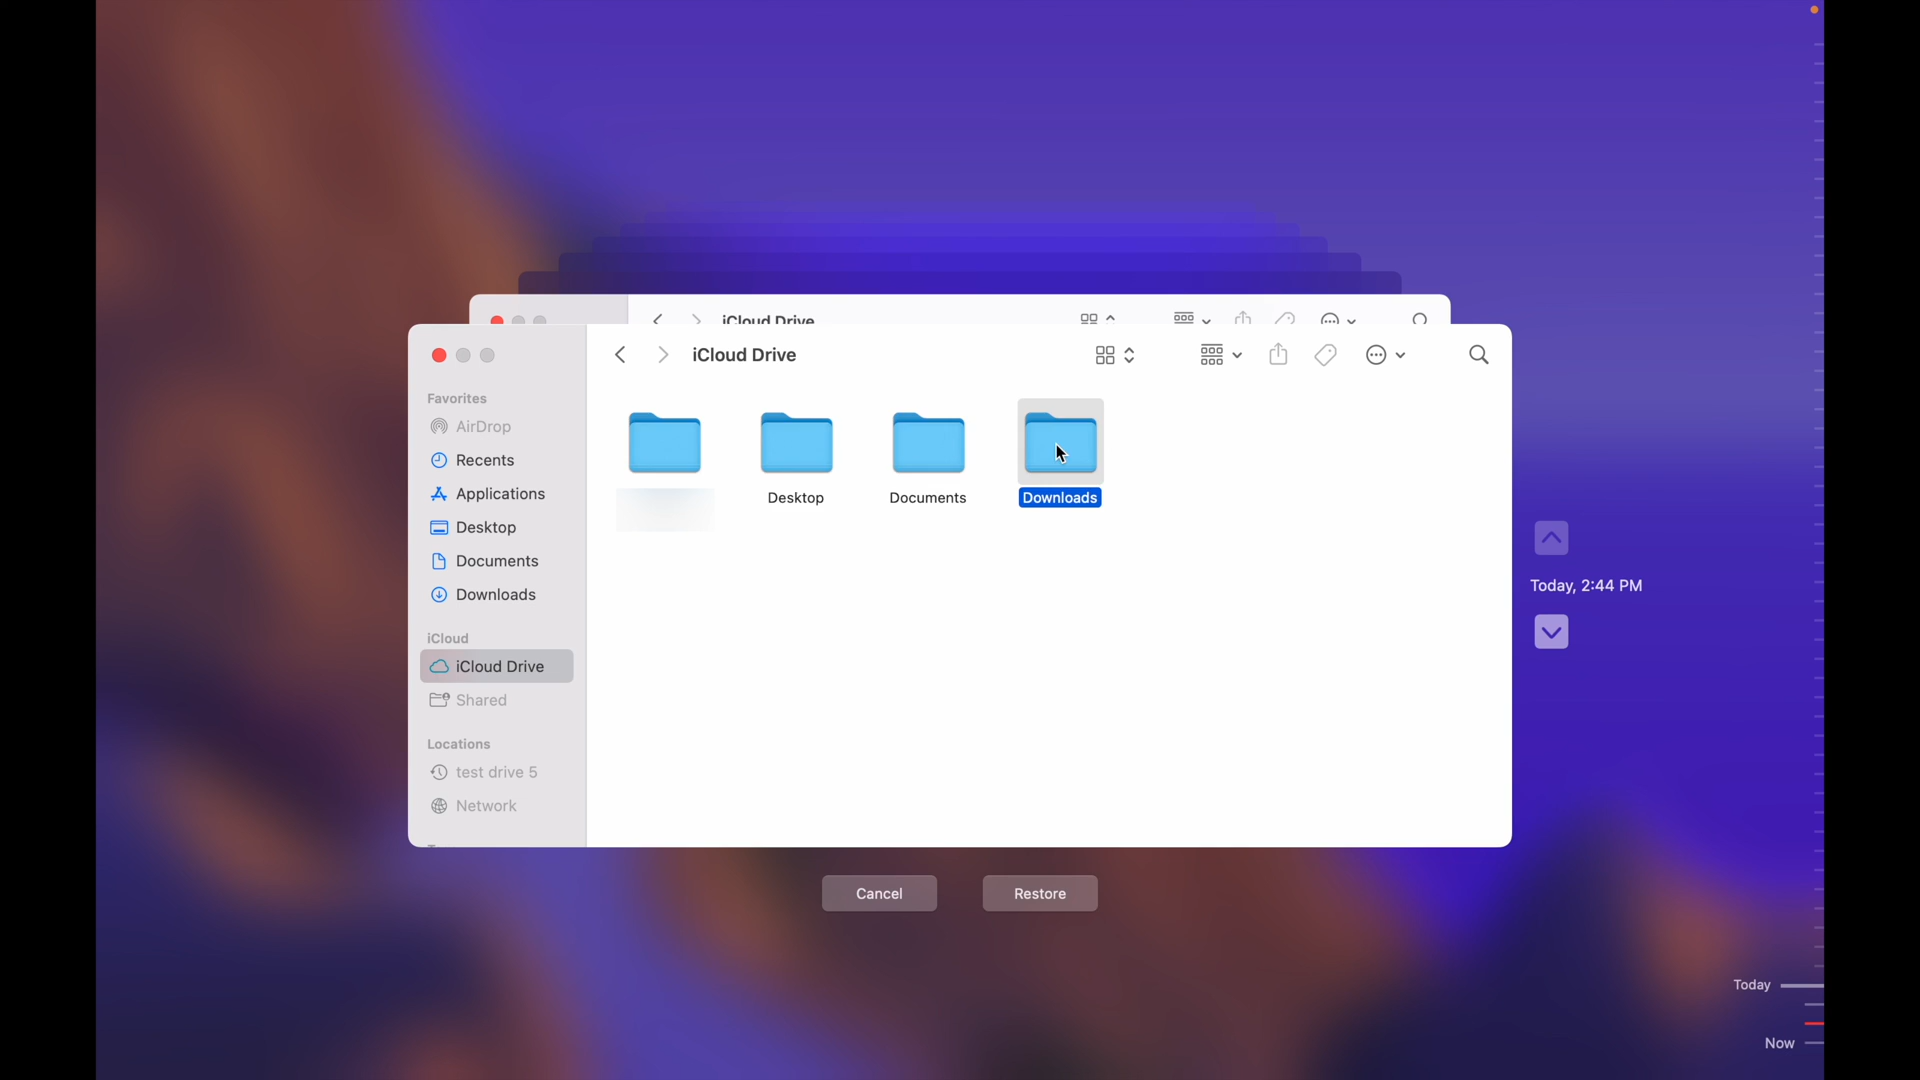 iCloud Drive
iCloud Drive
Favorites
AirDrop
Recents
Applications
Desktop
Documents
Downloads
iCloud
iCloud Drive
Shared
Locations
test drive 5
Network
Desktop
Documents
Downloads
Today, 2:44 PM
Cancel
Restore
Today
Now